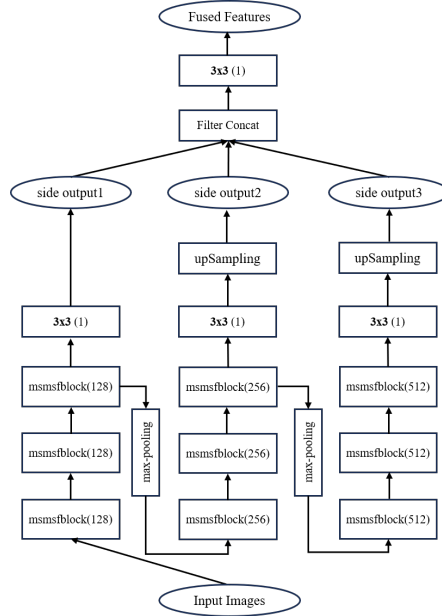 Fused Features
3x3 (1)
Filter Concat
side output1
side output2
side output3
upSampling
upSampling
3x3 (1)
3x3 (1)
3x3 (1)
msmsfblock(128)
msmsfblock(256)
msmsfblock(512)
max-pooling
max-pooling
msmsfblock(128)
msmsfblock(256)
msmsfblock(512)
msmsfblock(128)
msmsfblock(256)
msmsfblock(512)
Input Images